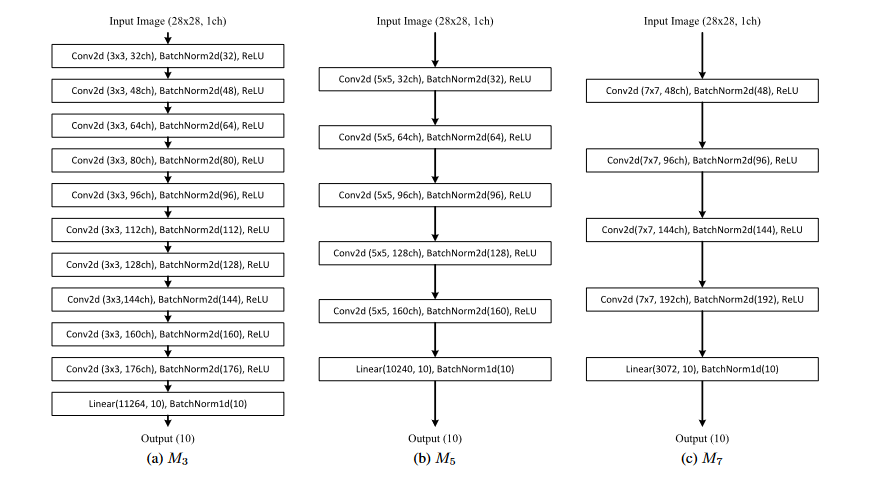 Input Image (28x28, 1ch)
Conv2d (3x3, 32ch), BatchNorm2d(32), ReLU
Conv2d (3x3, 48ch), BatchNorm2d(48), ReLU
Conv2d (3x3, 64ch), BatchNorm2d(64), ReLU
Conv2d (3x3, 80ch), BatchNorm2d(80), ReLU
Conv2d (3x3, 96ch), BatchNorm2d(96), ReLU
Conv2d (3x3, 112ch), BatchNorm2d(112), ReLU
Conv2d (3x3, 128ch), BatchNorm2d(128), ReLU
Conv2d (3x3,144ch), BatchNorm2d(144), ReLU
Conv2d (3x3, 160ch), BatchNorm2d(160), ReLU
Conv2d (3x3, 176ch), BatchNorm2d(176), ReLU
Linear(11264, 10), BatchNorm1d(10)
Output (10)
(a) M3
Input Image (28x28, 1ch)
Conv2d (5x5, 32ch), BatchNorm2d(32), ReLU
Conv2d (5x5, 64ch), BatchNorm2d(64), ReLU
Conv2d (5x5, 96ch), BatchNorm2d(96), ReLU
Conv2d (5x5, 128ch), BatchNorm2d(128), ReLU
Conv2d (5x5, 160ch), BatchNorm2d(160), ReLU
Linear(10240, 10), BatchNorm1d(10)
Output (10)
(b) M5
Input Image (28x28, 1ch)
Conv2d (7x7, 48ch), BatchNorm2d(48), ReLU
Conv2d(7x7, 96ch), BatchNorm2d(96), ReLU
Conv2d(7x7, 144ch), BatchNorm2d(144), ReLU
Conv2d (7x7, 192ch), BatchNorm2d(192), ReLU
Linear(3072, 10), BatchNorm1d(10)
Output (10)
(c) M7